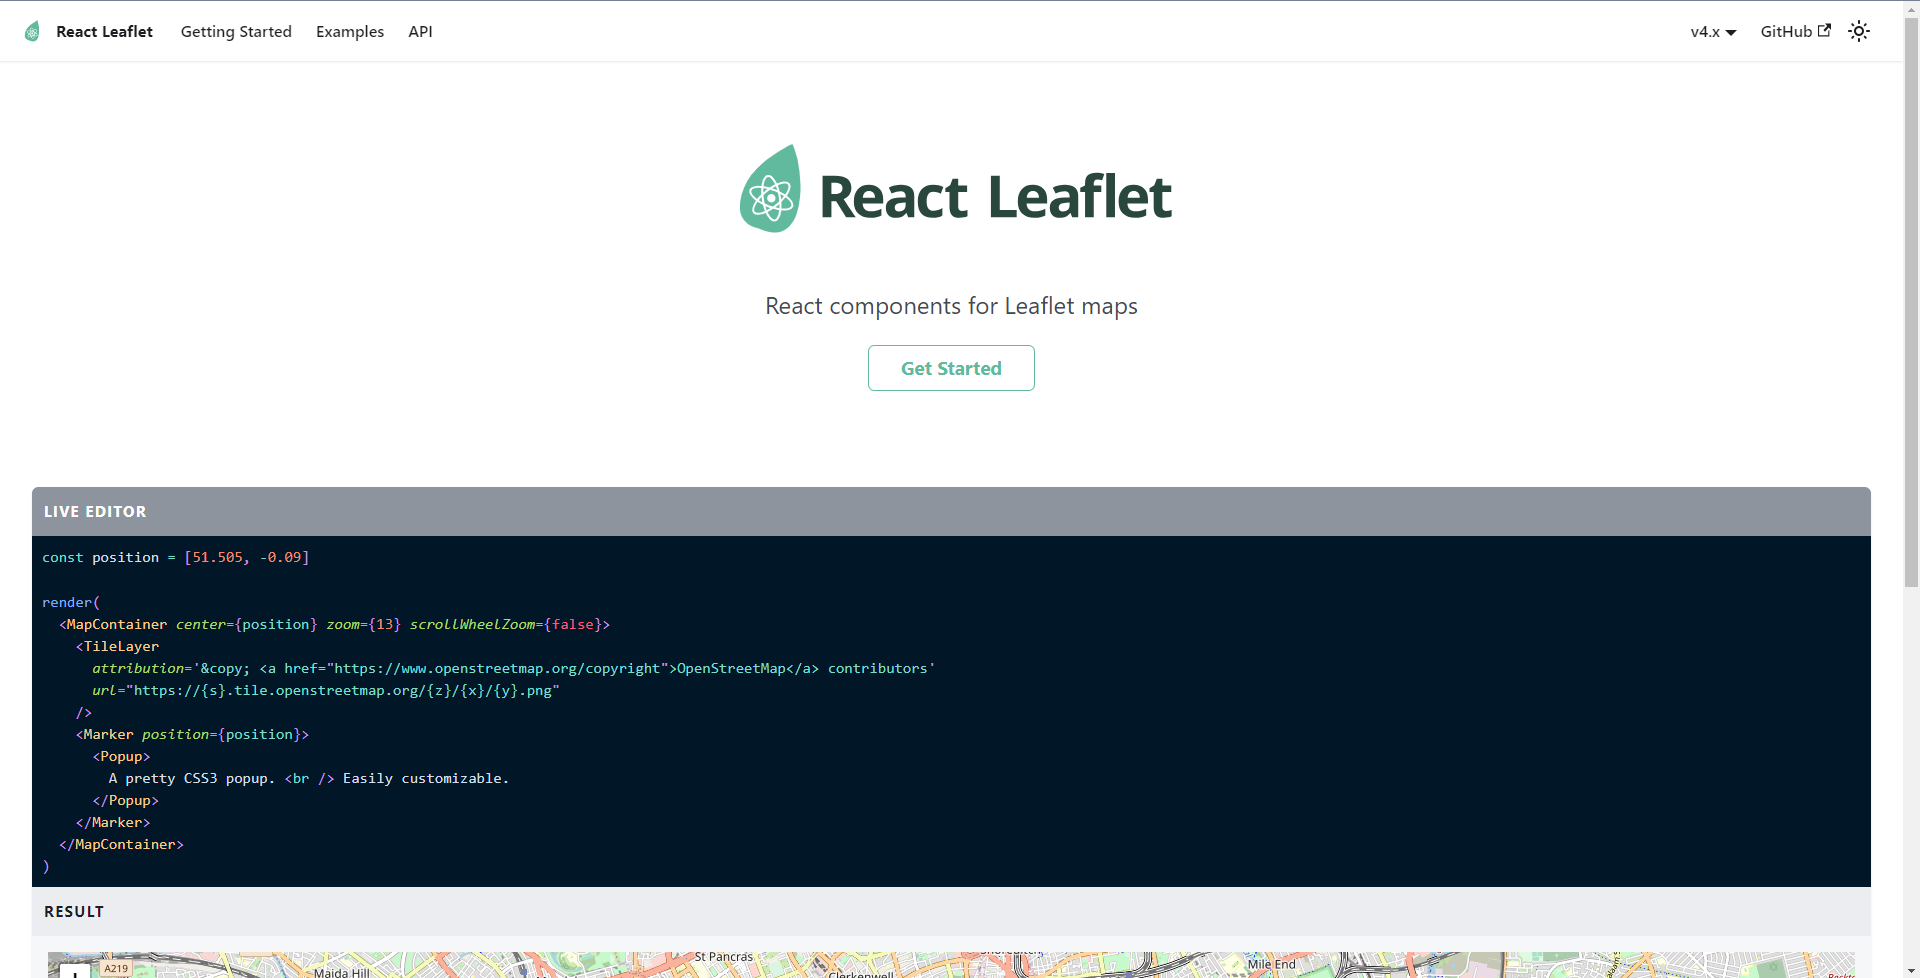 React Leaflet Getting Started Examples API v4.x GitHub
React Leaflet
React components for Leaflet maps
Get Started
LIVE EDITOR
const position = [51.505, -0.09]
render(
  <MapContainer center={position} zoom={13} scrollWheelZoom={false}>
    <TileLayer
      attribution='&copy; <a href="https://www.openstreetmap.org/copyright">OpenStreetMap</a> contributors'
      url="https://{s}.tile.openstreetmap.org/{z}/{x}/{y}.png"
    />
    <Marker position={position}>
      <Popup>
        A pretty CSS3 popup. <br /> Easily customizable.
      </Popup>
    </Marker>
  </MapContainer>
)
RESULT
St Pancras
A219
Maida Hill
Clerkenwell
Mile End